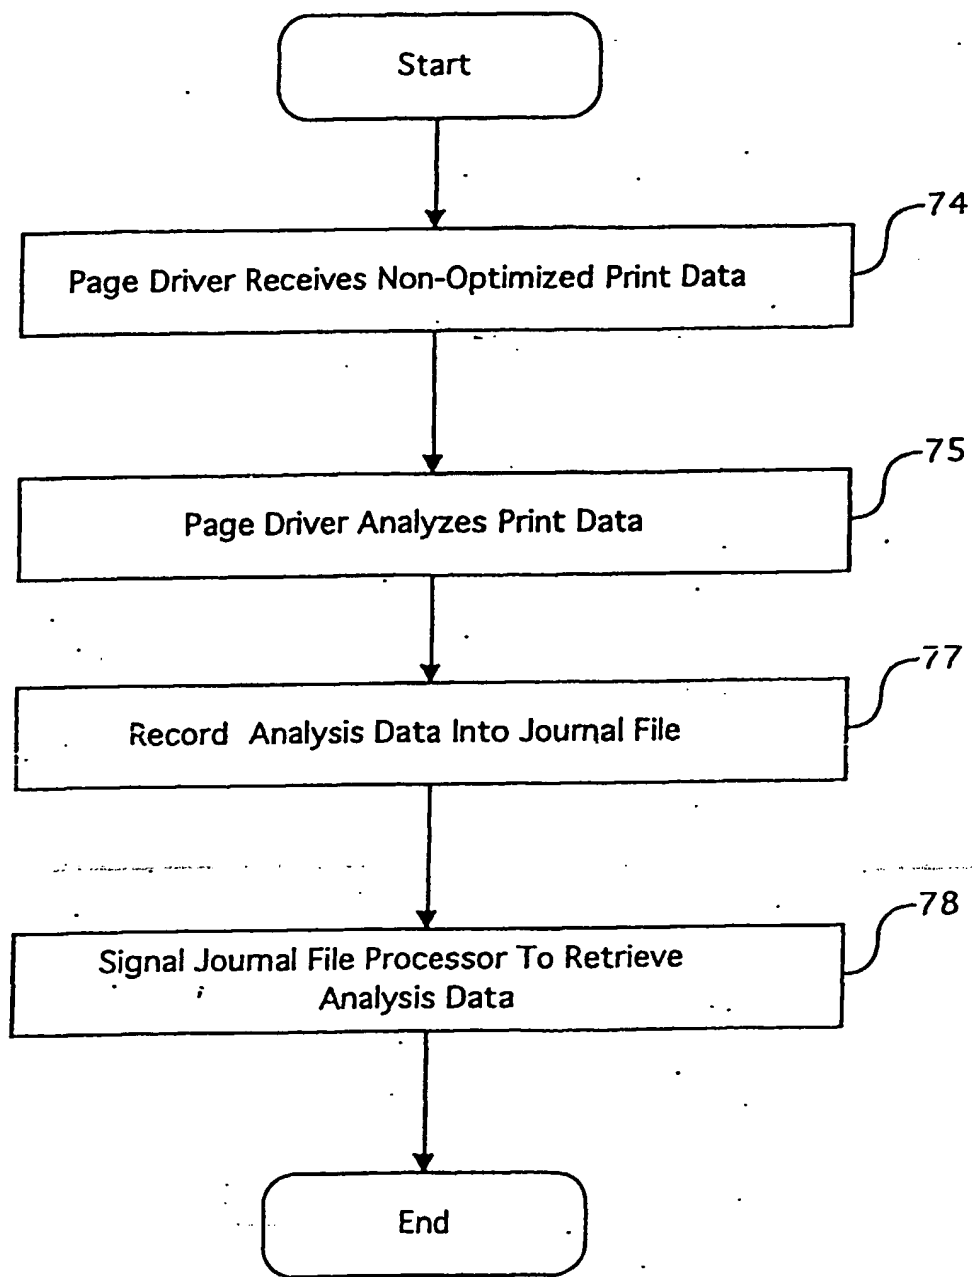 Start
74
Page Driver Receives Non-Optimized Print Data
75
Page Driver Analyzes Print Data
77
Record Analysis Data Into Journal File
78
Signal Journal File Processor To Retrieve
Analysis Data
End